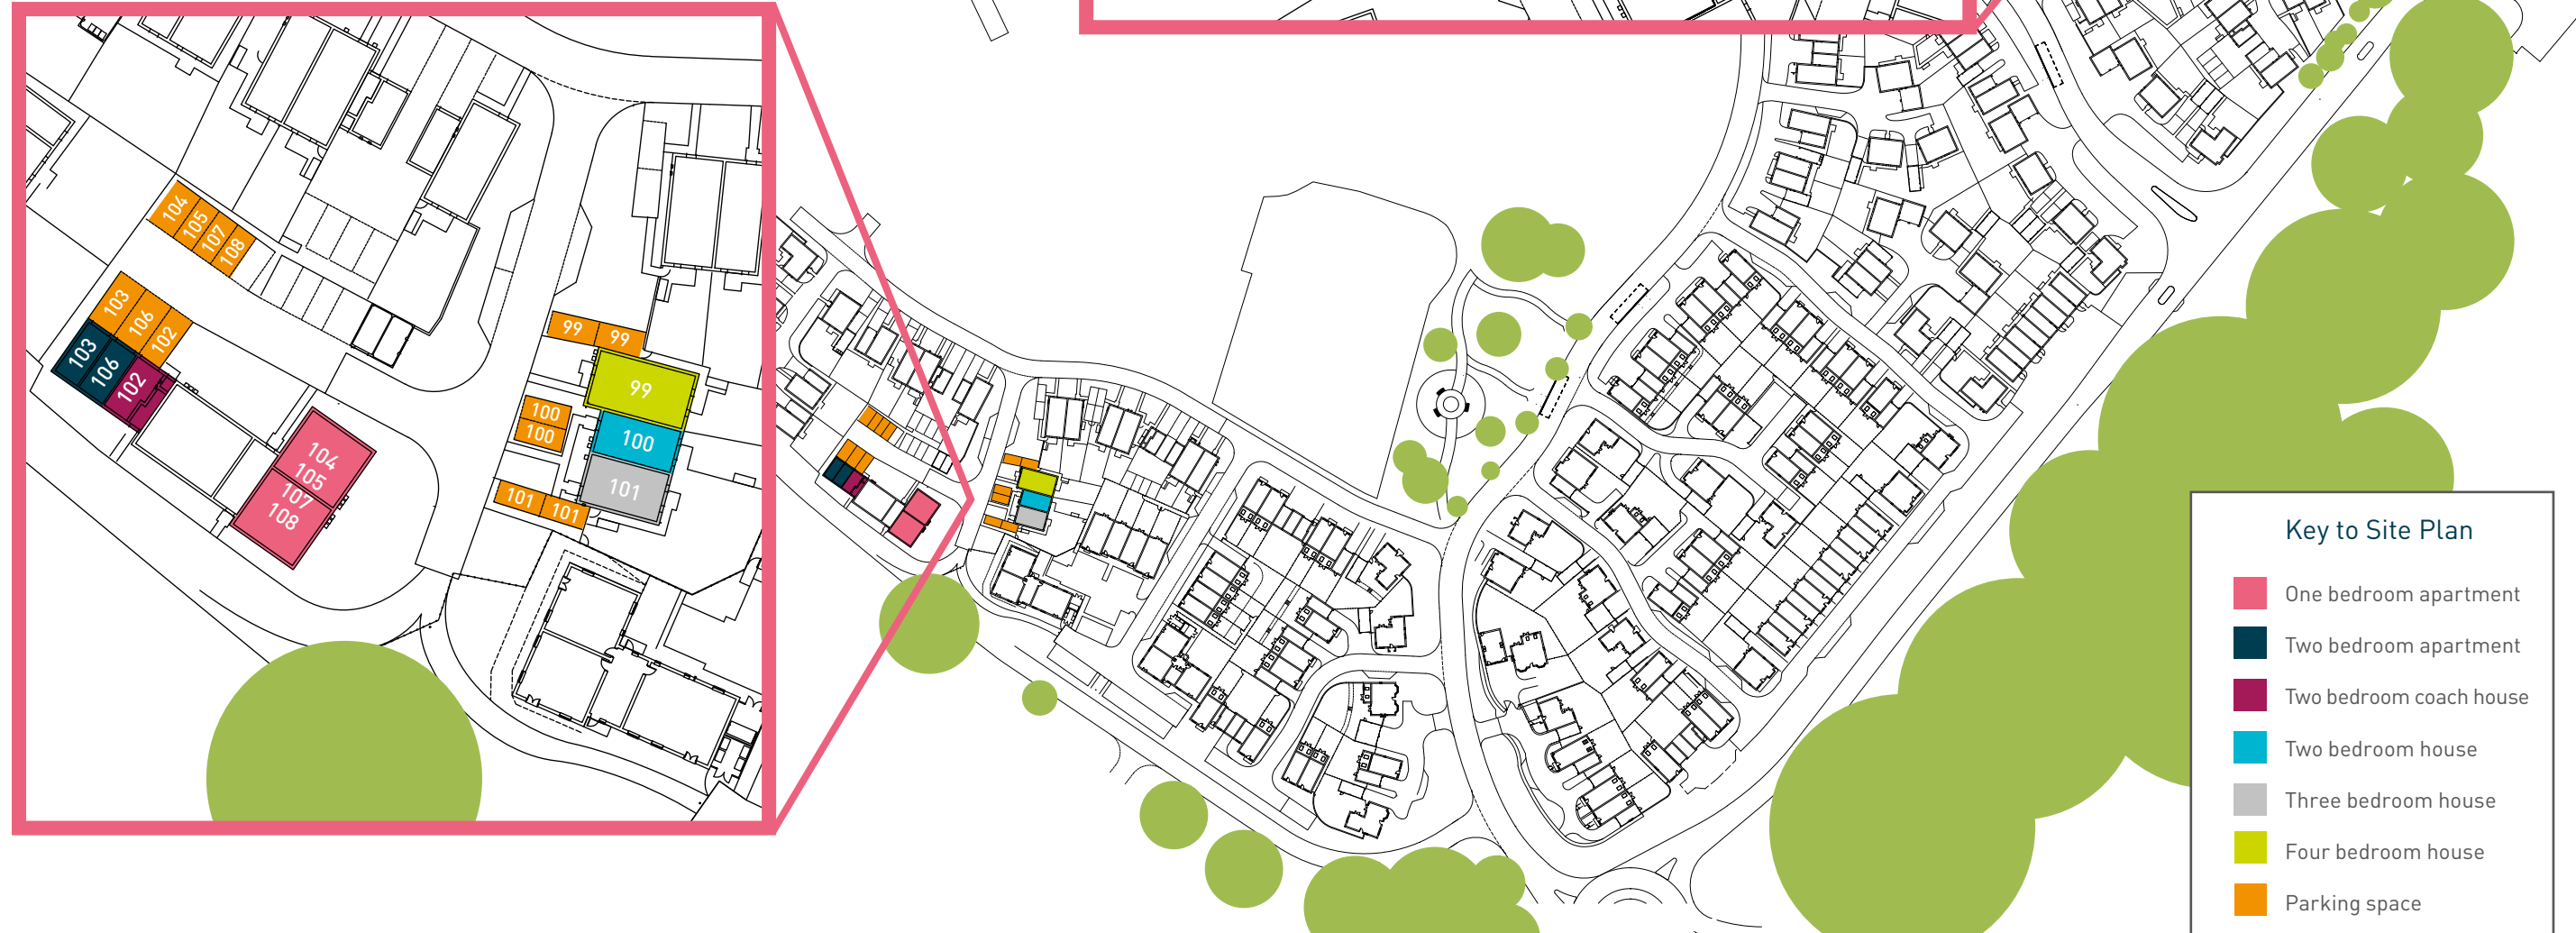 104
105
107
108
103
106
102
103
106
102
104
105
107
108
99
99
99
100
100
100
101
101
101
Key to Site Plan
One bedroom apartment
Two bedroom apartment
Two bedroom coach house
Two bedroom house
Three bedroom house
Four bedroom house
Parking space